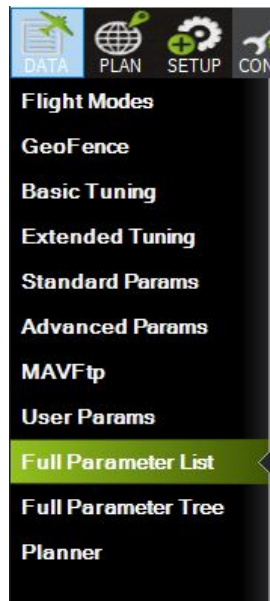 DATA PLAN SETUP CON
Flight Modes
GeoFence
Basic Tuning
Extended Tuning
Standard Params
Advanced Params
MAVFtp
User Params
Full Parameter List
Full Parameter Tree
Planner